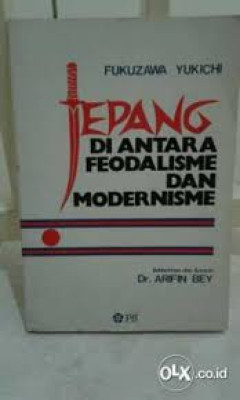 FUKUZAWA YUKICHI
JEPANG
DI ANTARA
FEODALISME
DAN
MODERNISME
Dr. ARIFIN BEY
OLX.co.id